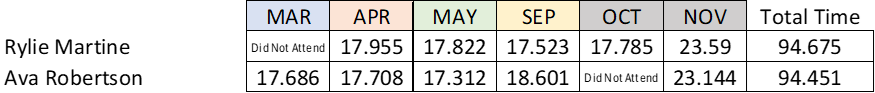 MAR APR MAY SEP OCT NOV Total Time
Rylie Martine Did Not Attend 17.955 17.822 17.523 17.785 23.59 94.675
Ava Robertson 17.686 17.708 17.312 18.601 Did Not Attend 23.144 94.451